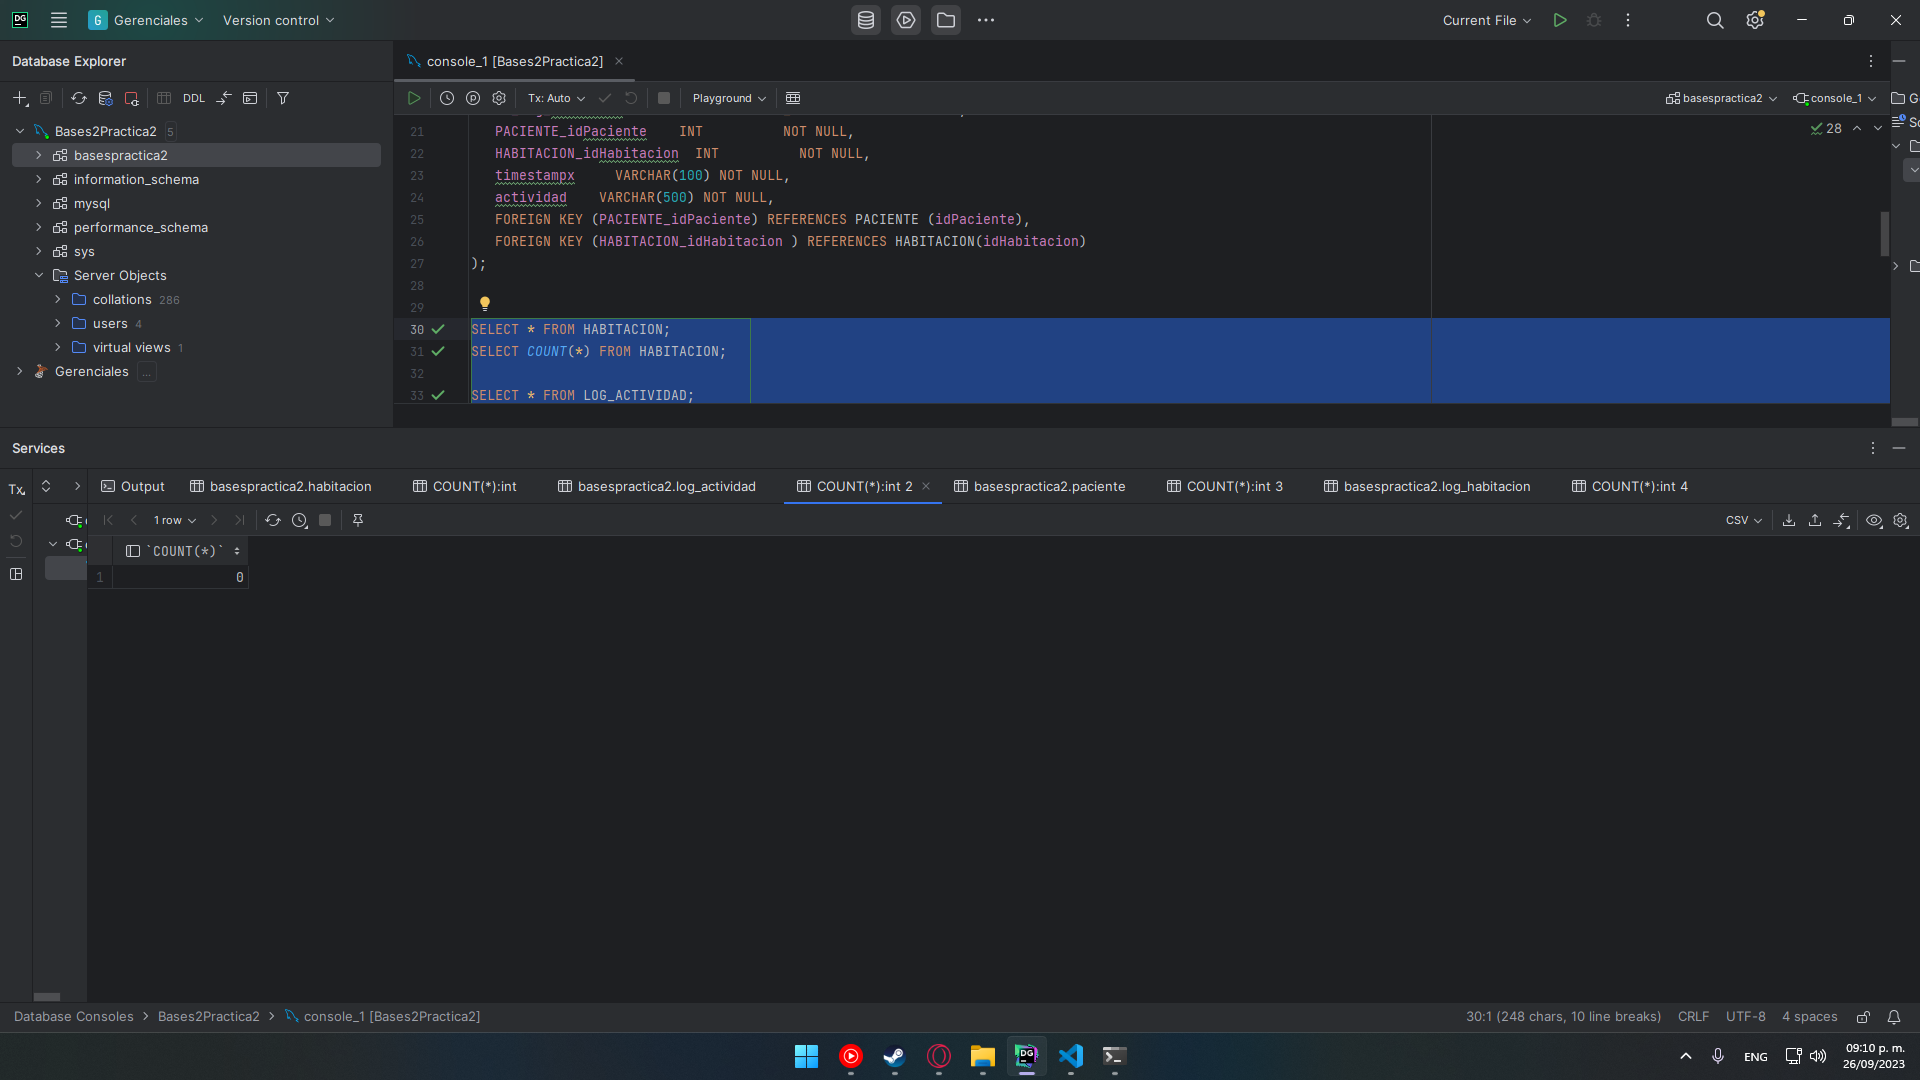 DG
G Gerenciales
Version control
Current File
Database Explorer
console_1 [Bases2Practica2]
DDL
Tx: Auto
Playground
basespractica2
console_1
G
Bases2Practica2 5
basespractica2
information_schema
mysql
performance_schema
sys
Server Objects
collations 286
users 4
virtual views 1
Gerenciales ...
28
Sc
21 PACIENTE_idPaciente INT NOT NULL,
22 HABITACION_idHabitacion INT NOT NULL,
23 timestampx VARCHAR(100) NOT NULL,
24 actividad VARCHAR(500) NOT NULL,
25 FOREIGN KEY (PACIENTE_idPaciente) REFERENCES PACIENTE (idPaciente),
26 FOREIGN KEY (HABITACION_idHabitacion ) REFERENCES HABITACION(idHabitacion)
27 );
28
29
30 SELECT * FROM HABITACION;
31 SELECT COUNT(*) FROM HABITACION;
32
33 SELECT * FROM LOG_ACTIVIDAD;
Services
Tx
Output
basespractica2.habitacion
COUNT(*):int
basespractica2.log_actividad
COUNT(*):int 2
basespractica2.paciente
COUNT(*):int 3
basespractica2.log_habitacion
COUNT(*):int 4
1 row
CSV
`COUNT(*)`
1 0
Database Consoles > Bases2Practica2 > console_1 [Bases2Practica2]
30:1 (248 chars, 10 line breaks)
CRLF
UTF-8
4 spaces
DG
ENG
09:10 p. m.
26/09/2023